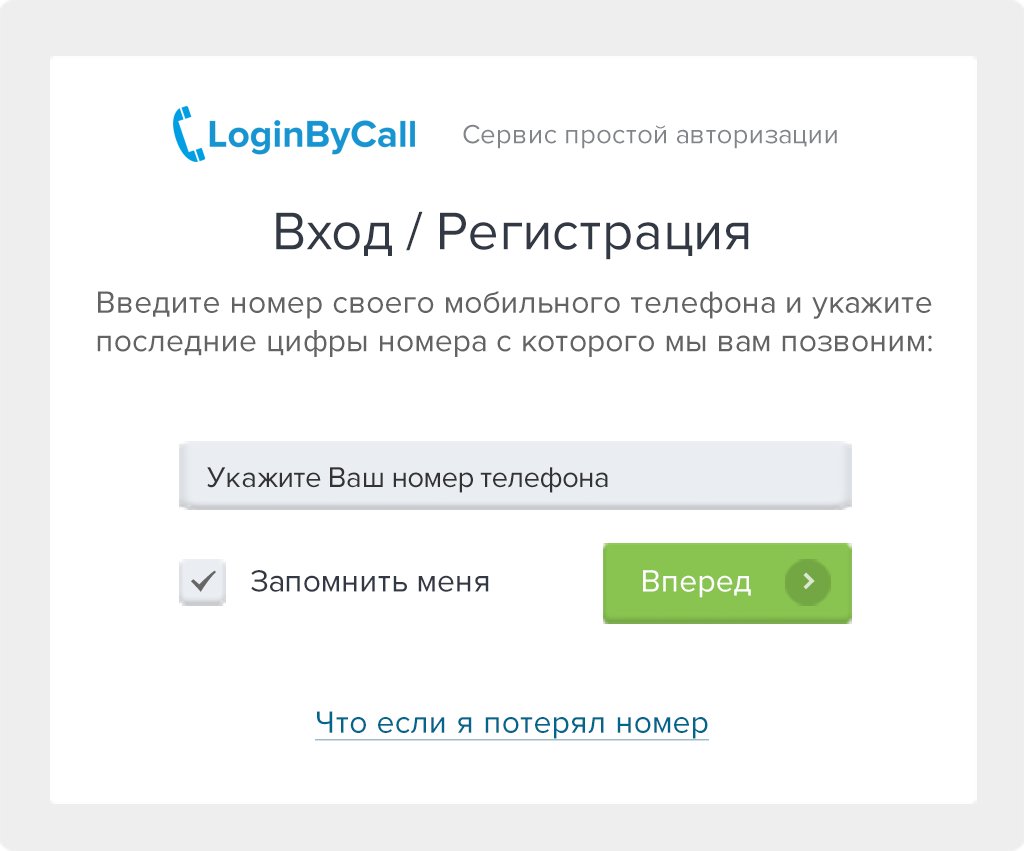 LoginByCall Сервис простой авторизации
Вход / Регистрация
Введите номер своего мобильного телефона и укажите
последние цифры номера с которого мы вам позвоним:
Укажите Ваш номер телефона
Запомнить меня
Вперед
Что если я потерял номер